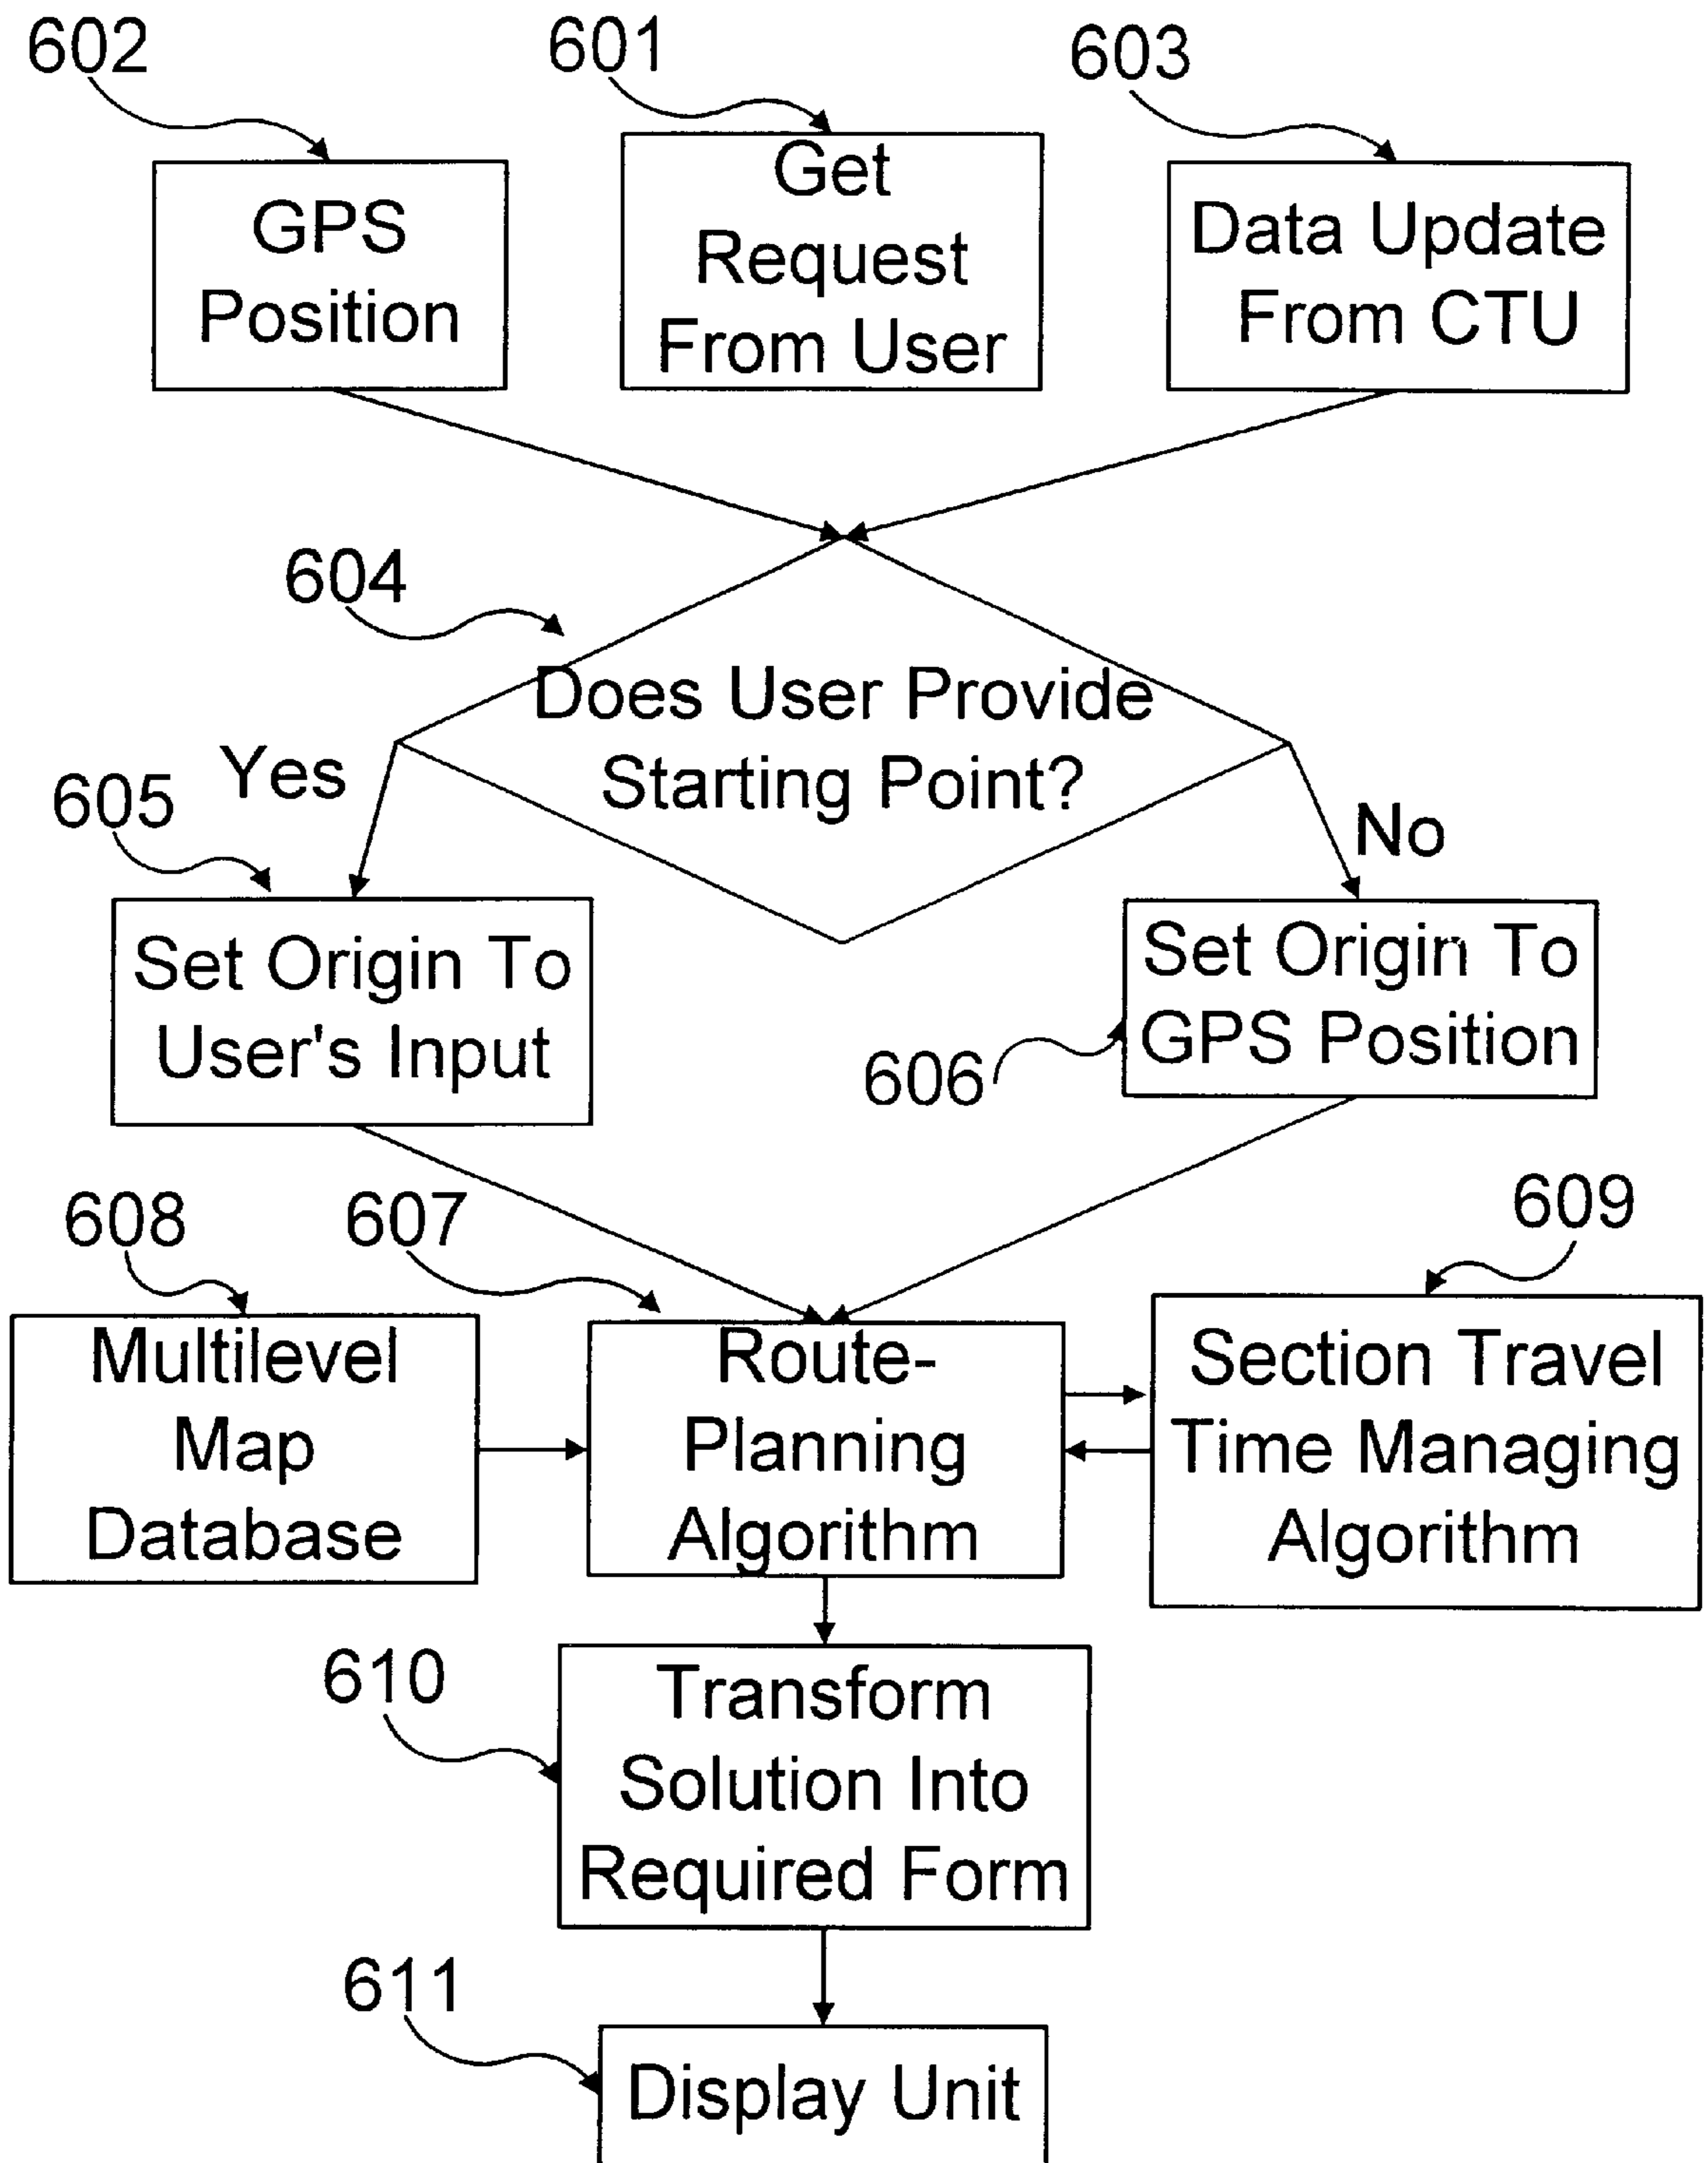 602
601
603
GPS
Position
Get
Request
From User
Data Update
From CTU
604
Does User Provide
Starting Point?
Yes
No
605
Set Origin To
User's Input
606
Set Origin To
GPS Position
608
607
609
Multilevel
Map
Database
Route-
Planning
Algorithm
Section Travel
Time Managing
Algorithm
610
Transform
Solution Into
Required Form
611
Display Unit